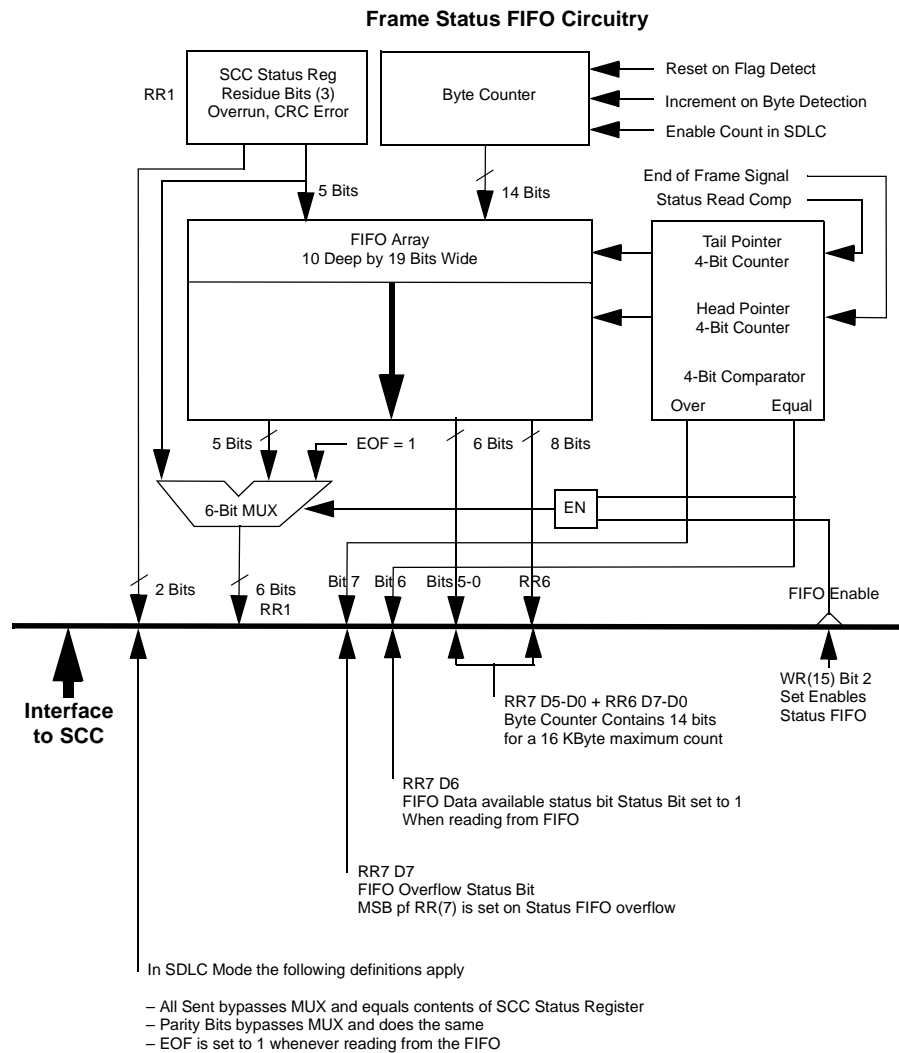 Frame Status FIFO Circuitry
RR1
SCC Status Reg
Residue Bits (3)
Overrun, CRC Error
Byte Counter
Reset on Flag Detect
Increment on Byte Detection
Enable Count in SDLC
5 Bits
14 Bits
End of Frame Signal
Status Read Comp
FIFO Array
10 Deep by 19 Bits Wide
Tail Pointer
4-Bit Counter
Head Pointer
4-Bit Counter
4-Bit Comparator
Over
Equal
5 Bits
EOF = 1
6 Bits
8 Bits
6-Bit MUX
EN
2 Bits
6 Bits
RR1
Bit 7
Bit 6
Bits 5-0
RR6
FIFO Enable
Interface
to SCC
RR7 D5-D0 + RR6 D7-D0
Byte Counter Contains 14 bits
for a 16 KByte maximum count
WR(15) Bit 2
Set Enables
Status FIFO
RR7 D6
FIFO Data available status bit Status Bit set to 1
When reading from FIFO
RR7 D7
FIFO Overflow Status Bit
MSB pf RR(7) is set on Status FIFO overflow
In SDLC Mode the following definitions apply
– All Sent bypasses MUX and equals contents of SCC Status Register
– Parity Bits bypasses MUX and does the same
– EOF is set to 1 whenever reading from the FIFO